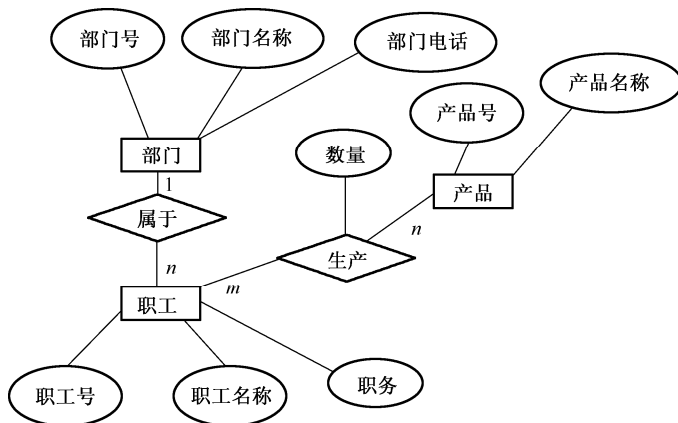 部门号
部门名称
部门电话
产品名称
产品号
数量
部门
产品
1
属于
n
生产
n
m
职工
职工号
职工名称
职务